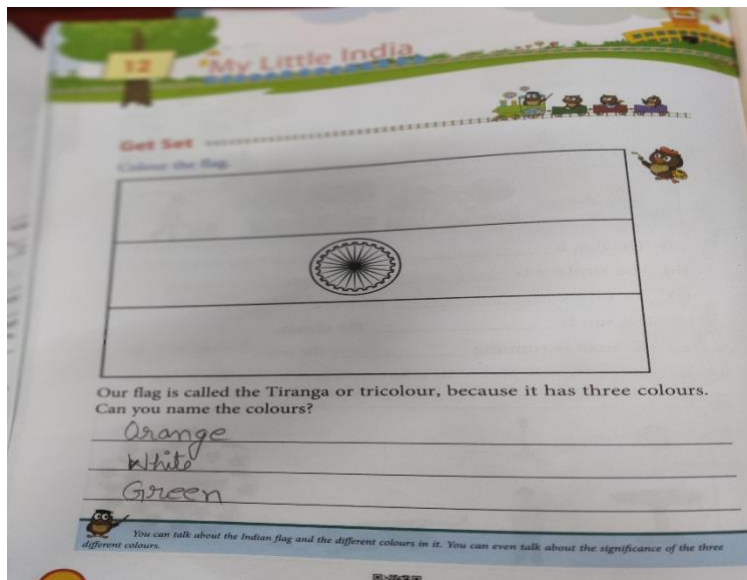 12
My Little India
Get Set
Colour the flag.
Our flag is called the Tiranga or tricolour, because it has three colours.
Can you name the colours?
Orange
White
Green
You can talk about the Indian flag and the different colours in it. You can even talk about the significance of the three
different colours.